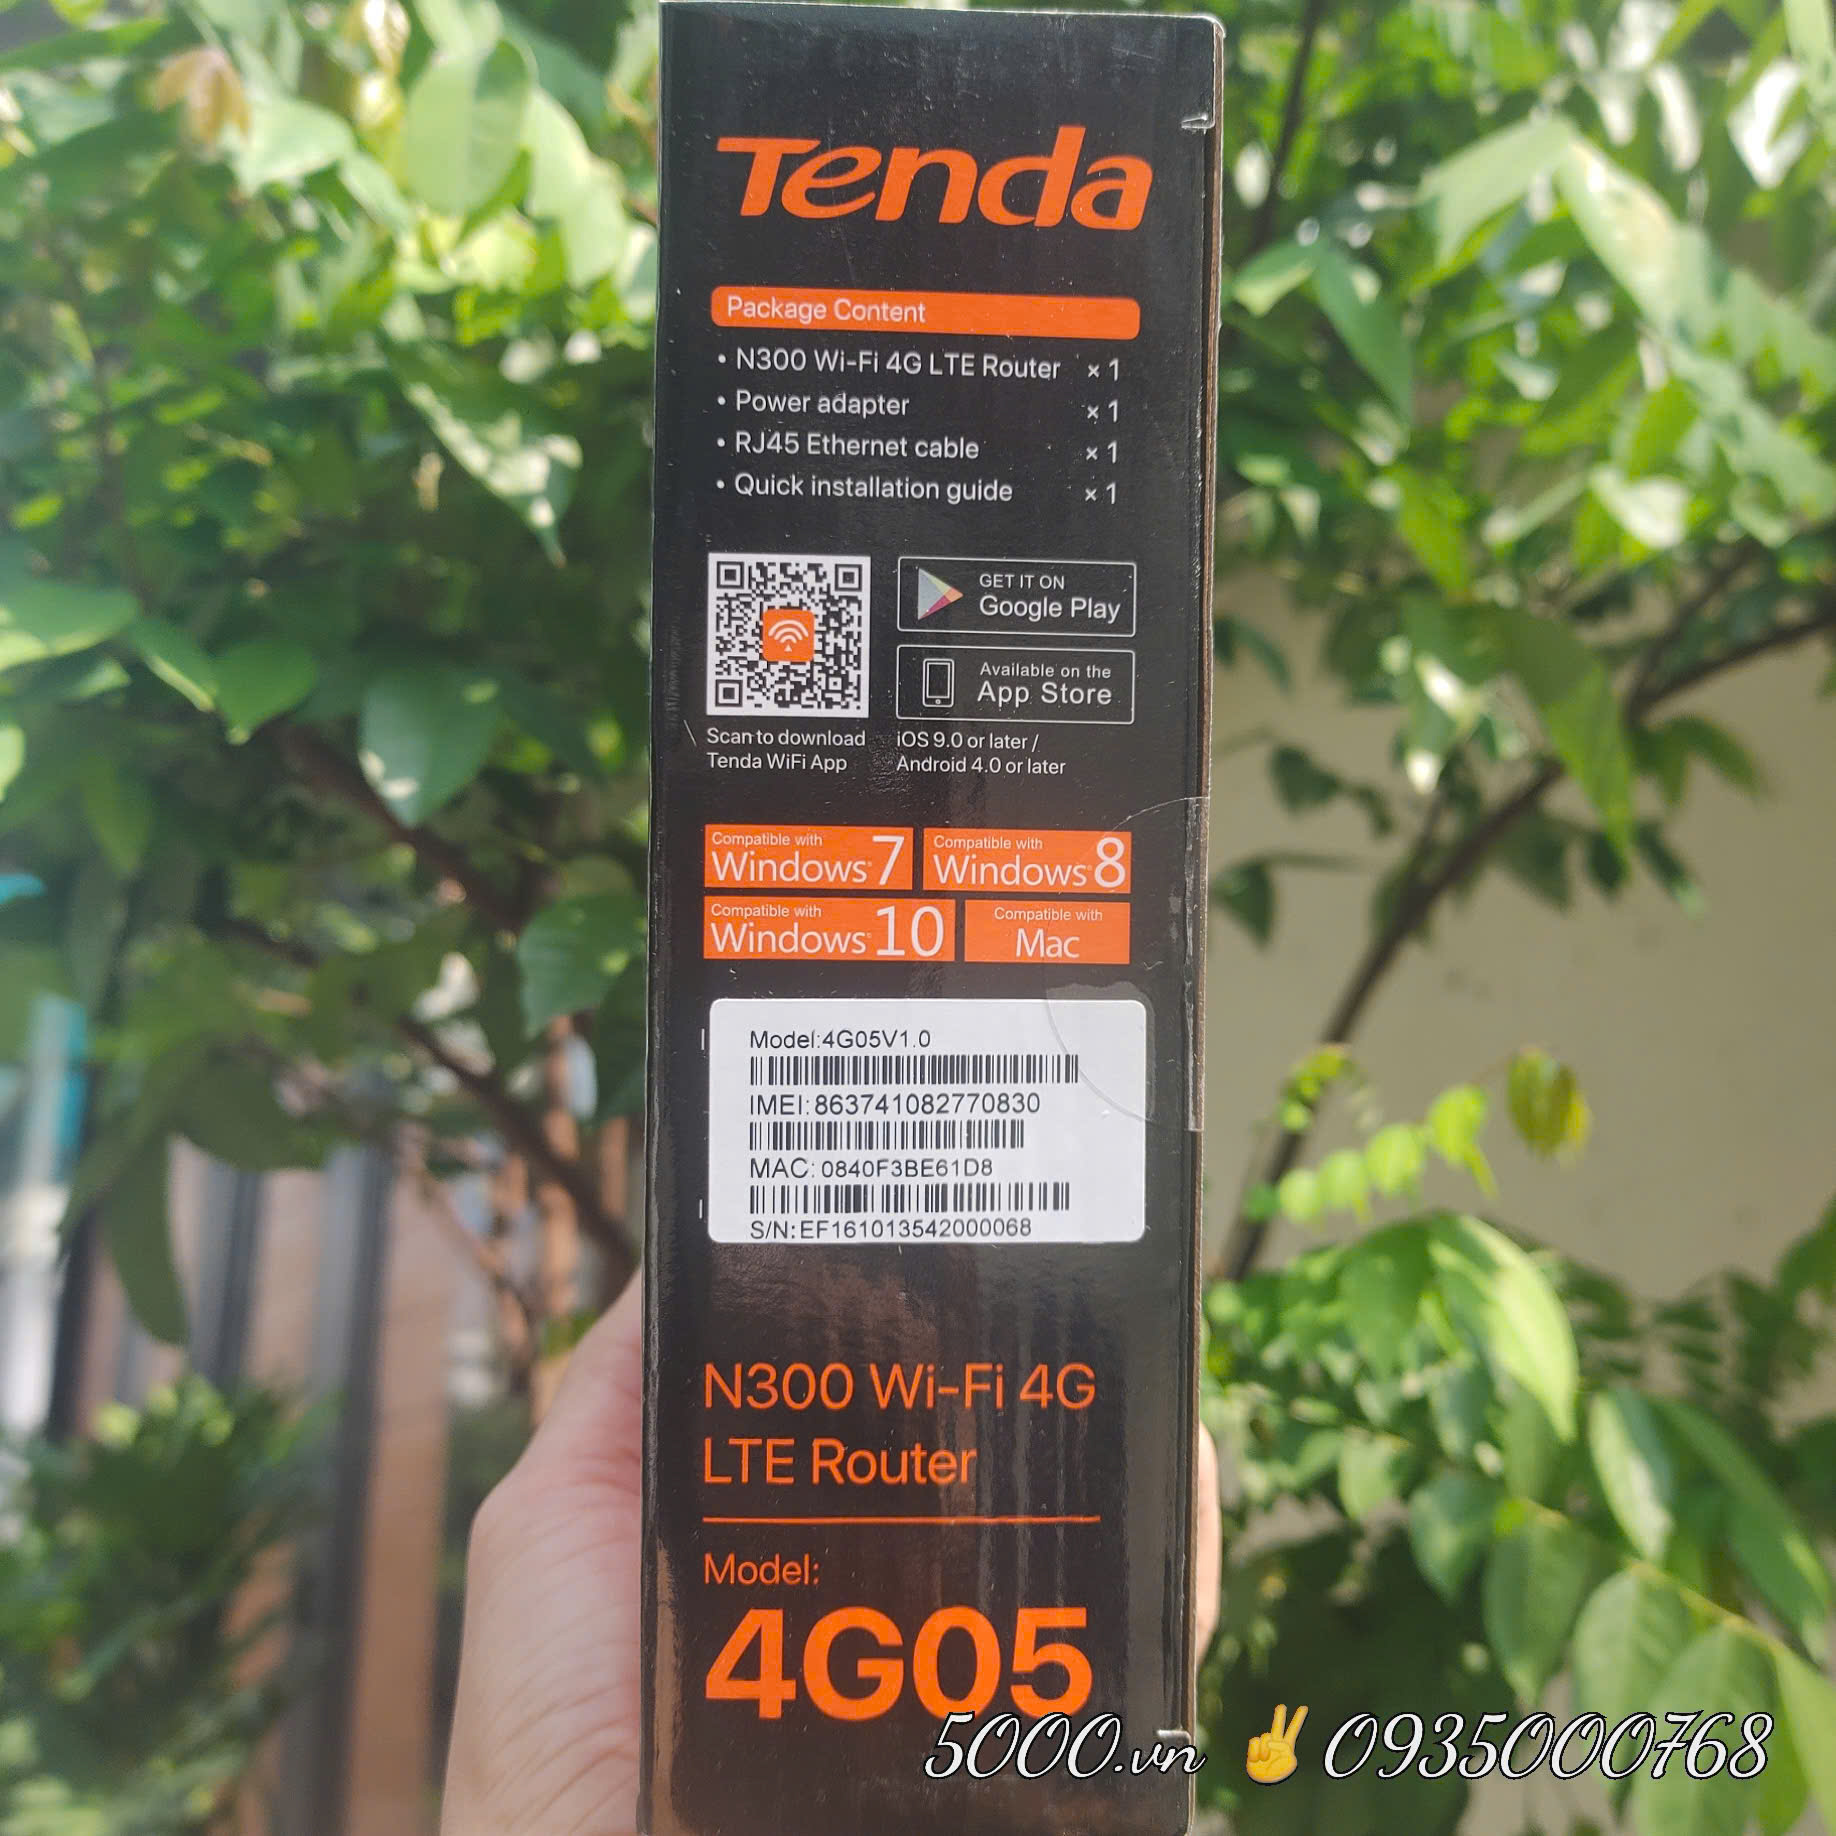 Tenda
Package Content
• N300 Wi-Fi 4G LTE Router × 1
• Power adapter × 1
• RJ45 Ethernet cable × 1
• Quick installation guide × 1
GET IT ON
Google Play
Available on the
App Store
Scan to download
Tenda WiFi App
iOS 9.0 or later /
Android 4.0 or later
Compatible with
Windows® 7
Compatible with
Windows® 8
Compatible with
Windows® 10
Compatible with
Mac
Model:4G05V1.0
IMEI:863741082770830
MAC:0840F3BE61D8
S/N:EF161013542000068
N300 Wi-Fi 4G
LTE Router
Model:
4G05
5000.vn ✌ 0935000768